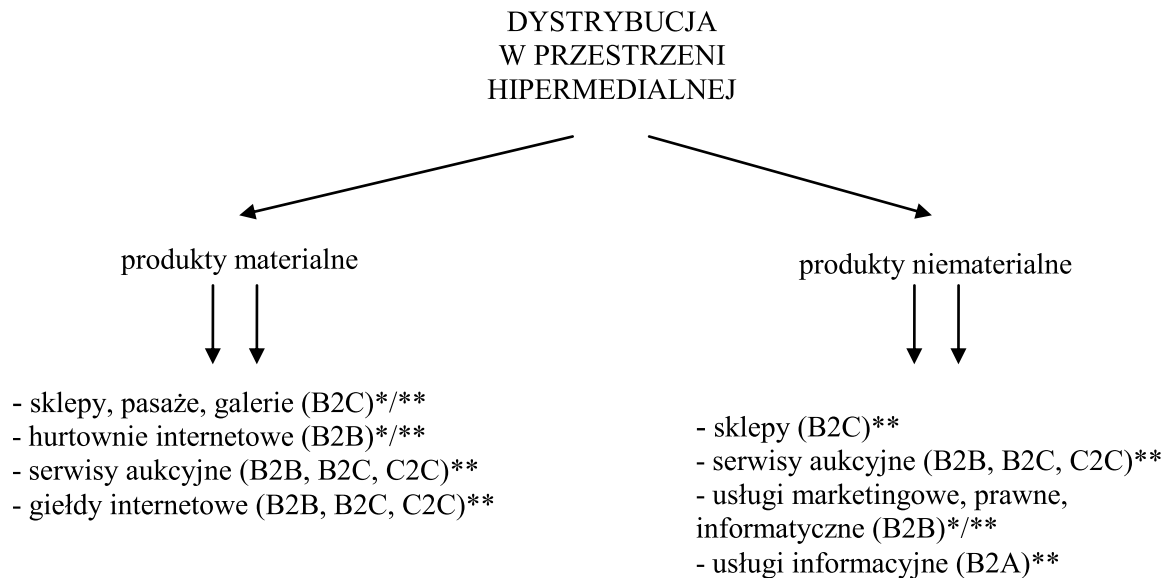 DYSTRYBUCJA
W PRZESTRZENI
HIPERMEDIALNEJ
produkty materialne
produkty niematerialne
- sklepy, pasaże, galerie (B2C)*/**
- hurtownie internetowe (B2B)*/**
- serwisy aukcyjne (B2B, B2C, C2C)**
- giełdy internetowe (B2B, B2C, C2C)**
- sklepy (B2C)**
- serwisy aukcyjne (B2B, B2C, C2C)**
- usługi marketingowe, prawne,
informatyczne (B2B)*/**
- usługi informacyjne (B2A)**